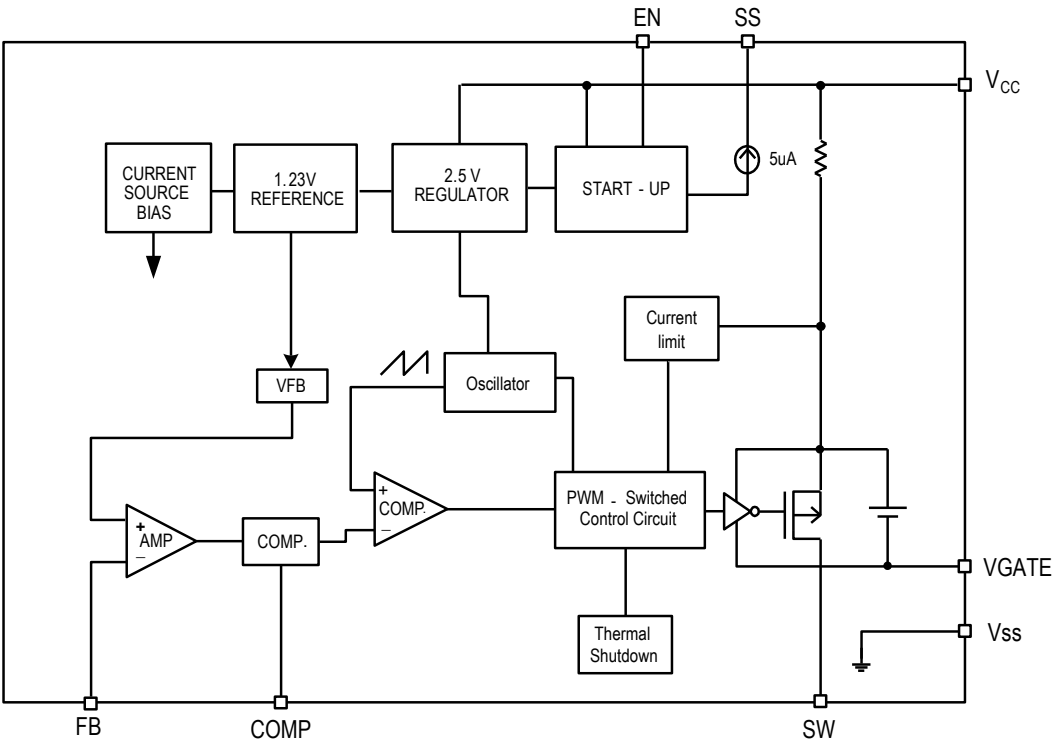 EN
SS
VCC
CURRENT
SOURCE
BIAS
1.23V
REFERENCE
2.5 V
REGULATOR
START - UP
5uA
Current
limit
VFB
Oscillator
+
AMP
–
COMP.
+
COMP.
–
PWM - Switched
Control Circuit
VGATE
Thermal
Shutdown
Vss
FB
COMP
SW